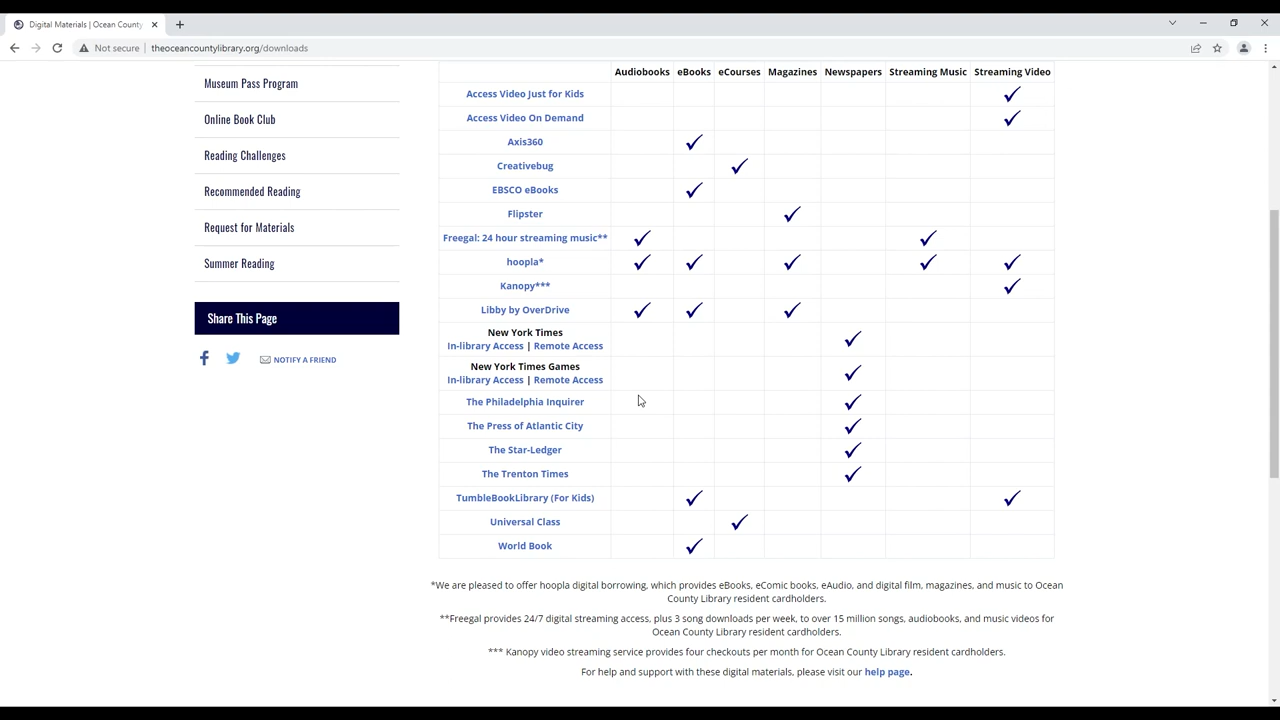 Digital Materials | Ocean County
Not secure | theoceancountylibrary.org/downloads
Museum Pass Program
Online Book Club
Reading Challenges
Recommended Reading
Request for Materials
Summer Reading
Share This Page
NOTIFY A FRIEND
Audiobooks eBooks eCourses Magazines Newspapers Streaming Music Streaming Video
Access Video Just for Kids
Access Video On Demand
Axis360
Creativebug
EBSCO eBooks
Flipster
Freegal: 24 hour streaming music**
hoopla*
Kanopy***
Libby by OverDrive
New York Times
In-library Access | Remote Access
New York Times Games
In-library Access | Remote Access
The Philadelphia Inquirer
The Press of Atlantic City
The Star-Ledger
The Trenton Times
TumbleBookLibrary (For Kids)
Universal Class
World Book
*We are pleased to offer hoopla digital borrowing, which provides eBooks, eComic books, eAudio, and digital film, magazines, and music to Ocean
County Library resident cardholders.
**Freegal provides 24/7 digital streaming access, plus 3 song downloads per week, to over 15 million songs, audiobooks, and music videos for
Ocean County Library resident cardholders.
*** Kanopy video streaming service provides four checkouts per month for Ocean County Library resident cardholders.
For help and support with these digital materials, please visit our help page.